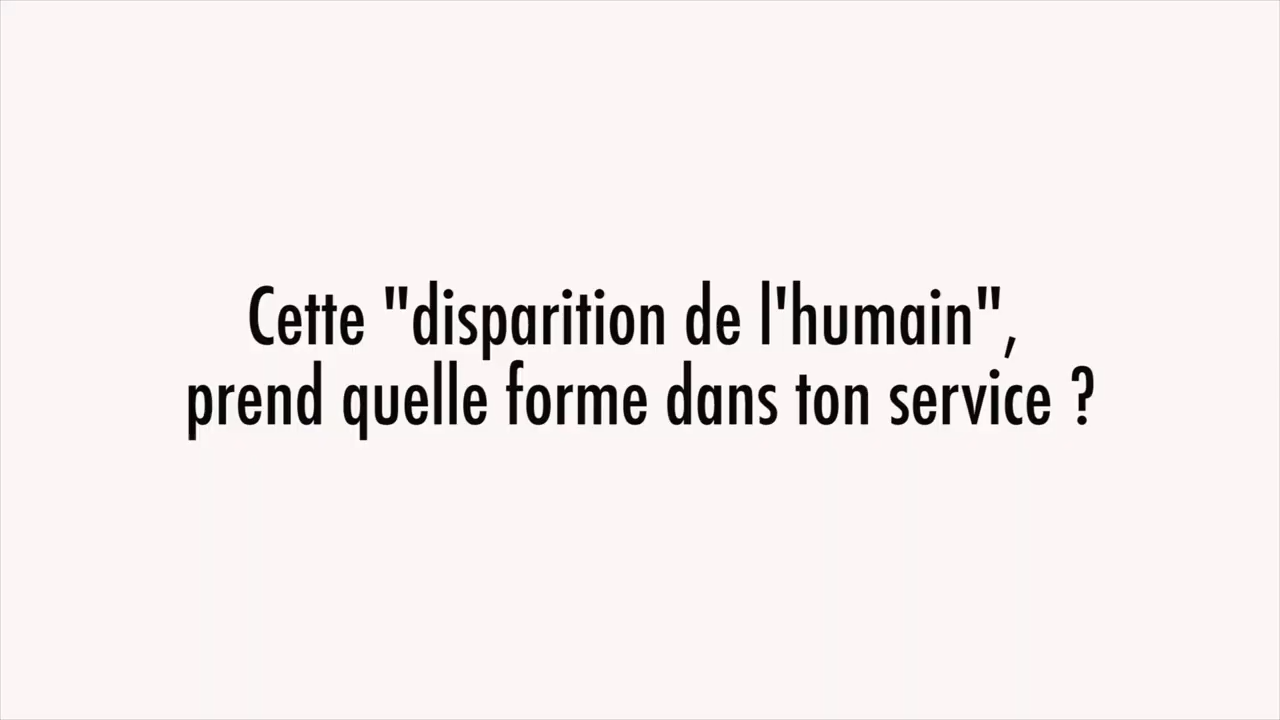 Cette "disparition de l'humain",
prend quelle forme dans ton service ?